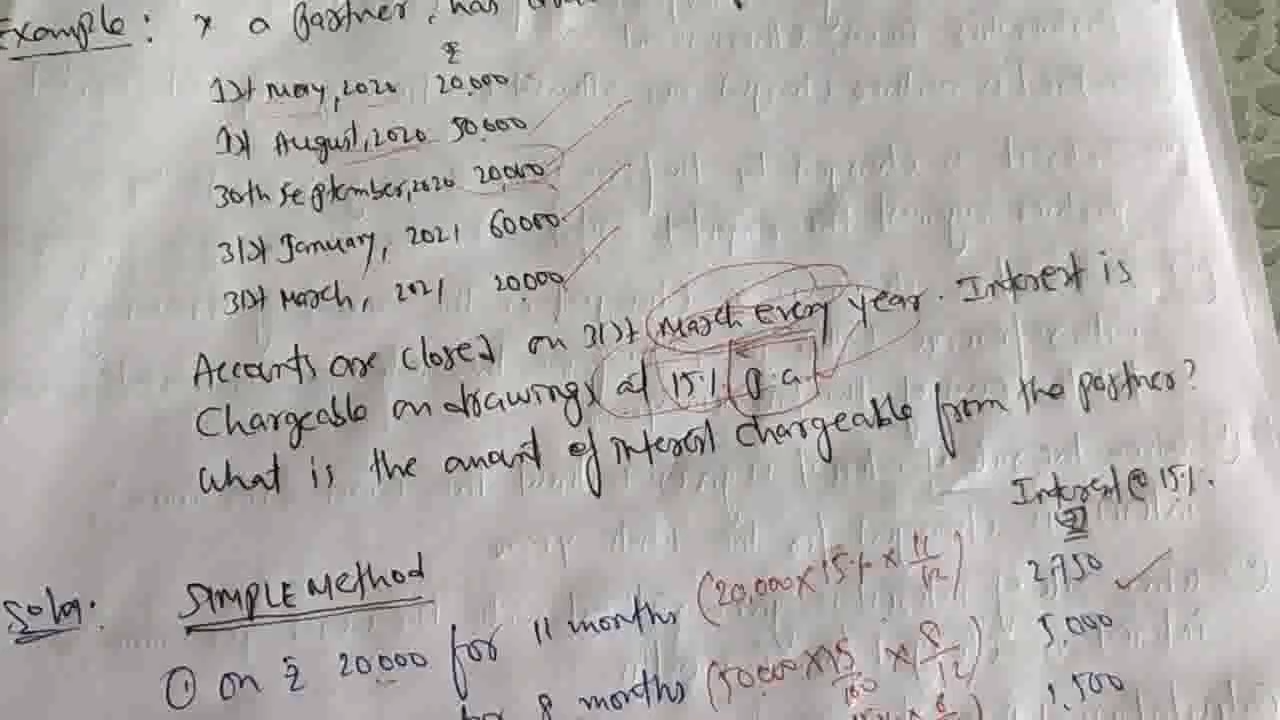 Example: x a partner, has
₹
1st May, 2020 20,000
1st August, 2020 50,000
30th September, 2020 20,000
31st January, 2021 60000
31st March, 2021 20,000
Accounts are closed on 31st March every year. Interest is
Chargeable on drawings at 15% p.a.
What is the amount of interest chargeable from the partner?
Interest @ 15%.
₹
Soln. SIMPLE METHOD
① on ₹ 20,000 for 11 months (20,000 × 15% × 11/12) 2,750
for 8 months (50,000 × 15/100 × 8/12) 5,000
1,500